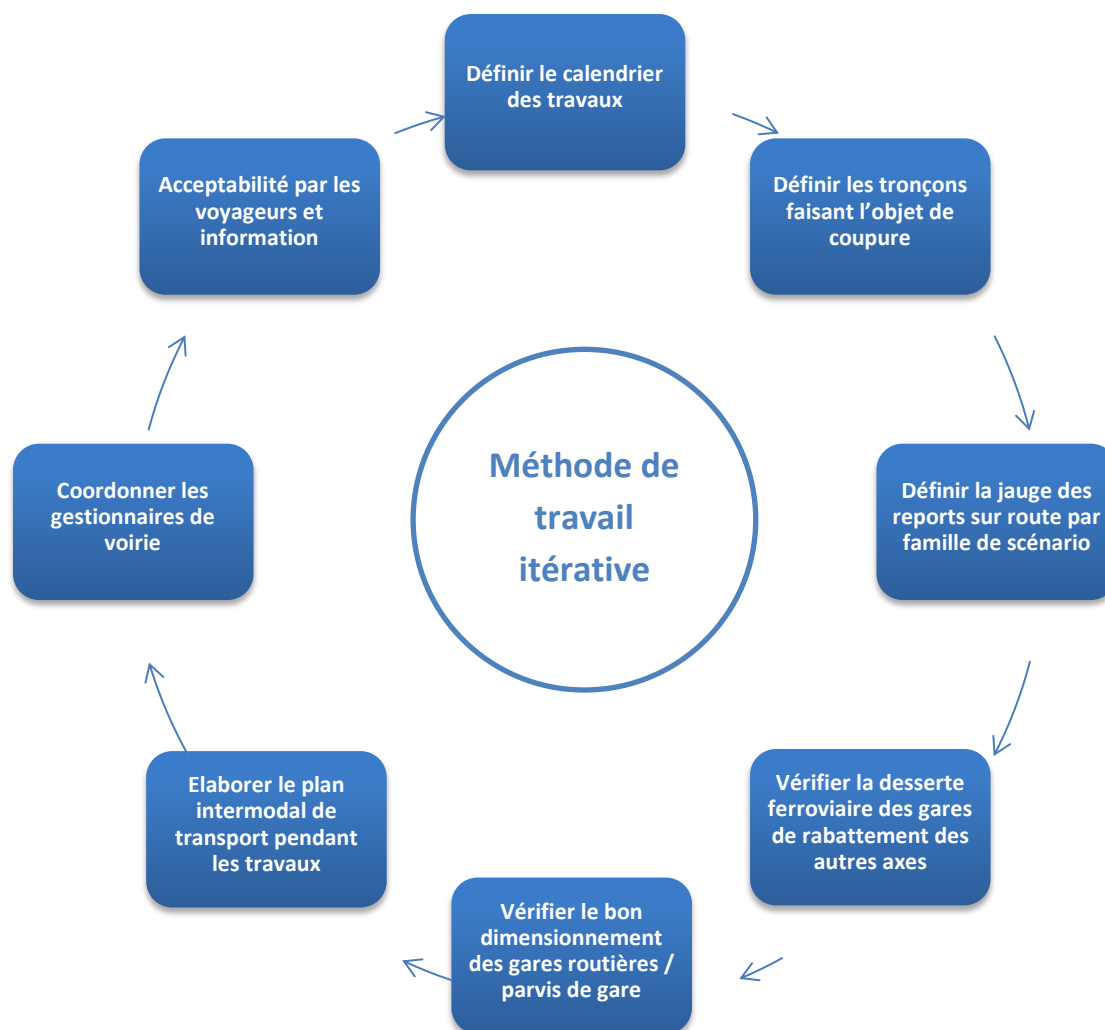 Définir le calendrier
des travaux
Définir les tronçons
faisant l’objet de
coupure
Définir la jauge des
reports sur route par
famille de scénario
Vérifier la desserte
ferroviaire des gares
de rabattement des
autres axes
Vérifier le bon
dimensionnement
des gares routières /
parvis de gare
Elaborer le plan
intermodal de
transport pendant
les travaux
Coordonner les
gestionnaires de
voirie
Acceptabilité par les
voyageurs et
information
Méthode de
travail
itérative